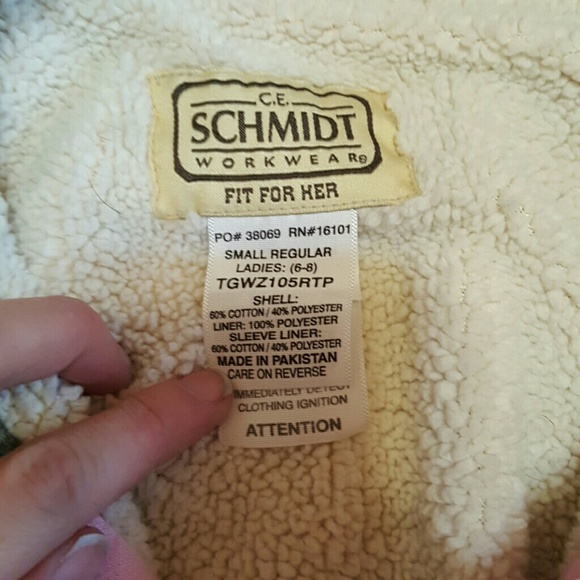 C.E.
SCHMIDT
WORKWEAR®
FIT FOR HER
PO# 38069 RN#16101
SMALL REGULAR
LADIES: (6-8)
TGWZ105RTP
SHELL:
60% COTTON / 40% POLYESTER
LINER: 100% POLYESTER
SLEEVE LINER:
60% COTTON / 40% POLYESTER
MADE IN PAKISTAN
CARE ON REVERSE
IMMEDIATELY DETECT
CLOTHING IGNITION
ATTENTION